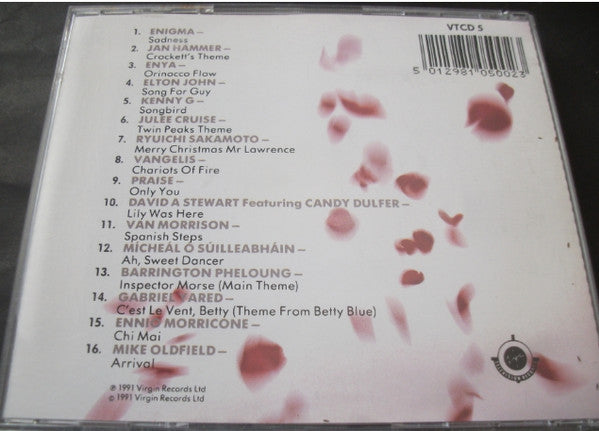 VTCD 5
1. ENIGMA—
Sadness
2. JAN HAMMER—
Crockett's Theme
3. ENYA—
Orinocco Flow
4. ELTON JOHN—
Song For Guy
5. KENNY G—
Songbird
6. JULEE CRUISE—
Twin Peaks Theme
7. RYUICHI SAKAMOTO—
Merry Christmas Mr Lawrence
8. VANGELIS—
Chariots Of Fire
9. PRAISE—
Only You
10. DAVID A STEWART Featuring CANDY DULFER—
Lily Was Here
11. VAN MORRISON—
Spanish Steps
12. MÍCHEÁL Ó SÚILLEABHÁIN—
Ah, Sweet Dancer
13. BARRINGTON PHELOUNG—
Inspector Morse (Main Theme)
14. GABRIEL YARED—
C'est Le Vent, Betty (Theme From Betty Blue)
15. ENNIO MORRICONE—
Chi Mai
16. MIKE OLDFIELD—
Arrival
℗ 1991 Virgin Records Ltd
© 1991 Virgin Records Ltd
5 012981 050023